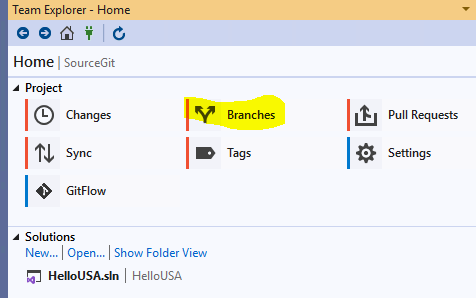 Team Explorer - Home
Home | SourceGit
Project
Changes
Branches
Pull Requests
Sync
Tags
Settings
GitFlow
Solutions
New... | Open... | Show Folder View
HelloUSA.sln | HelloUSA